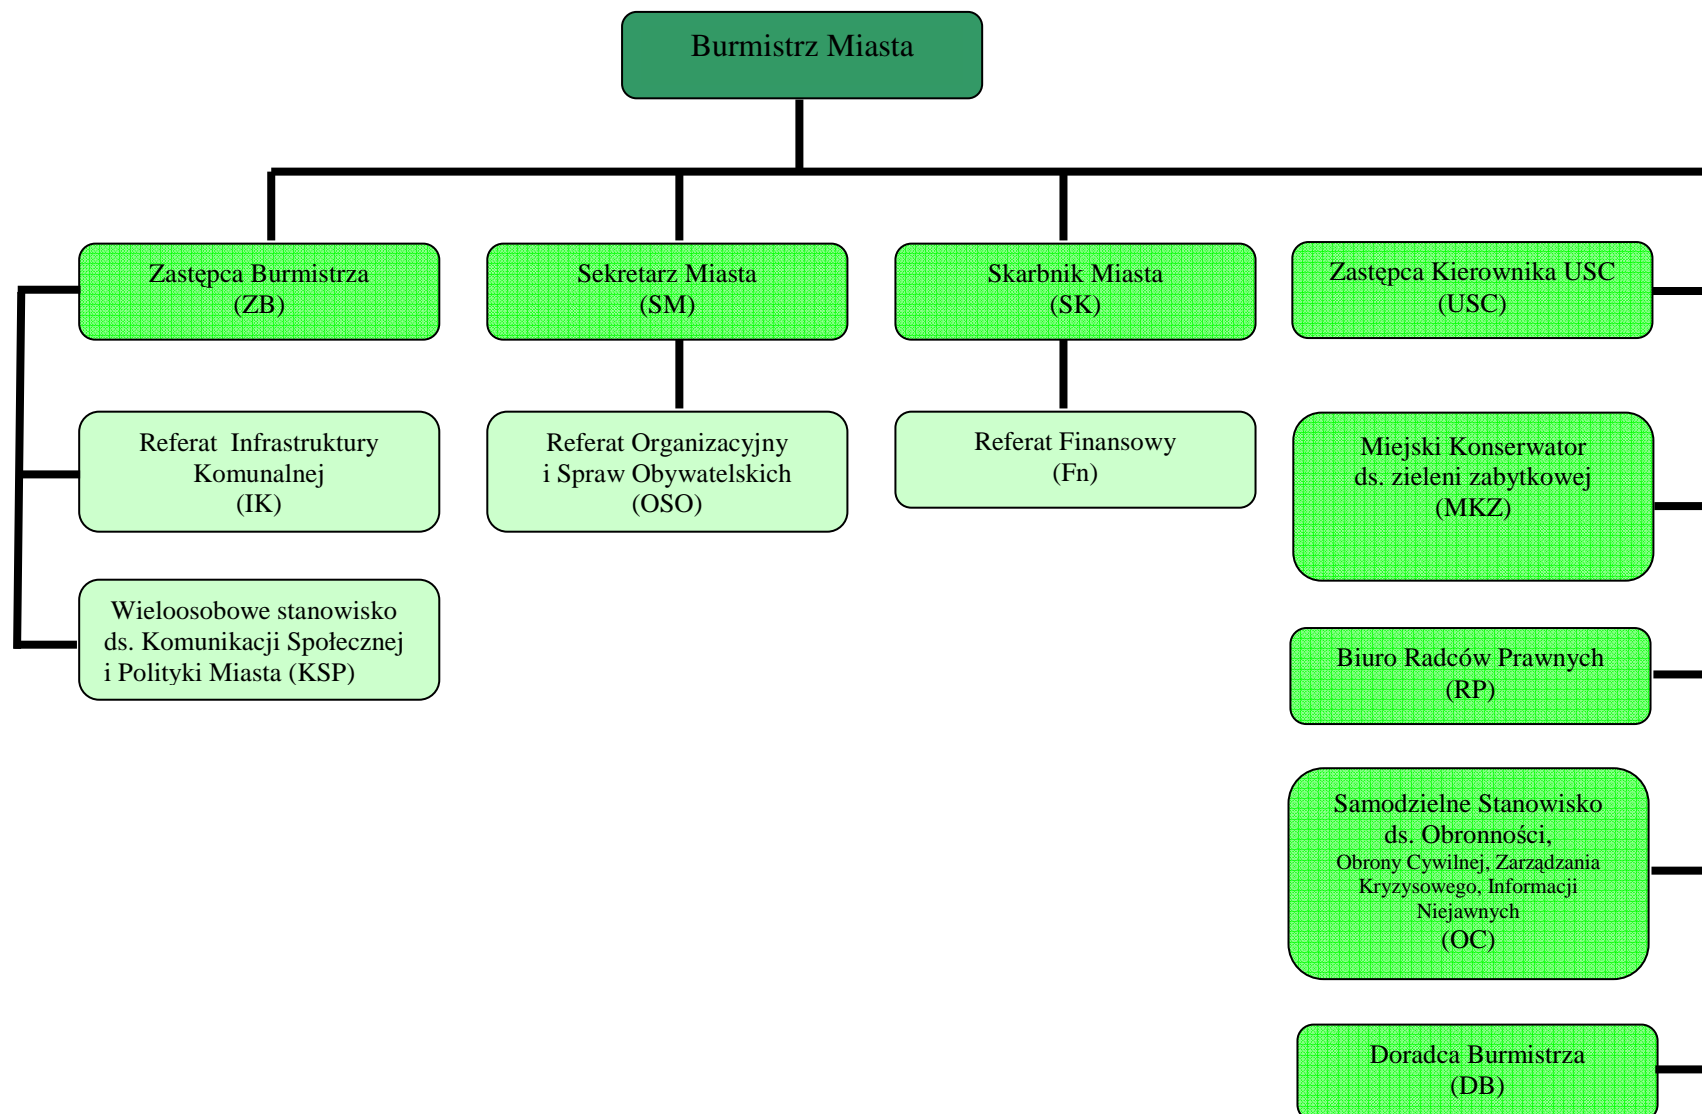 Burmistrz Miasta
Zastępca Burmistrza
(ZB)
Sekretarz Miasta
(SM)
Skarbnik Miasta
(SK)
Zastępca Kierownika USC
(USC)
Referat Infrastruktury
Komunalnej
(IK)
Referat Organizacyjny
i Spraw Obywatelskich
(OSO)
Referat Finansowy
(Fn)
Miejski Konserwator
ds. zieleni zabytkowej
(MKZ)
Wieloosobowe stanowisko
ds. Komunikacji Społecznej
i Polityki Miasta (KSP)
Biuro Radców Prawnych
(RP)
Samodzielne Stanowisko
ds. Obronności,
Obrony Cywilnej, Zarządzania
Kryzysowego, Informacji
Niejawnych
(OC)
Doradca Burmistrza
(DB)